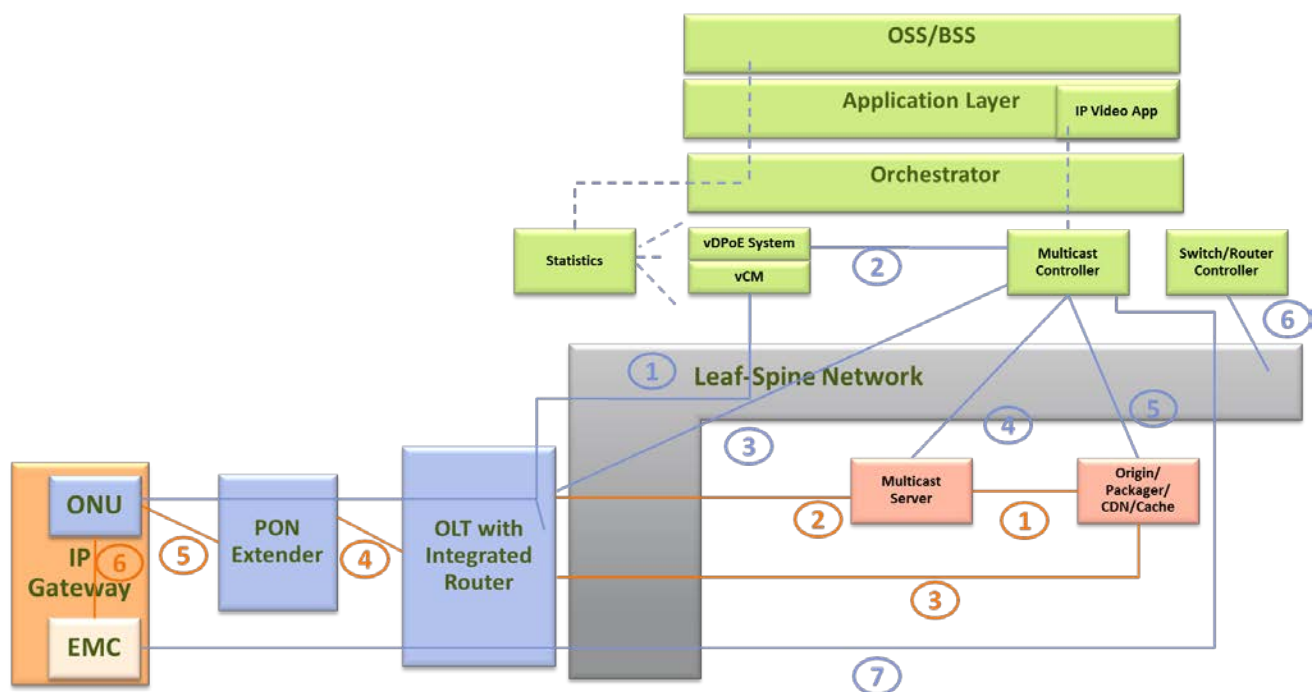 OSS/BSS
Application Layer
IP Video App
Orchestrator
Statistics
vDPoE System
vCM
2
Multicast
Controller
Switch/Router
Controller
6
1
Leaf-Spine Network
3
4
5
ONU
IP
Gateway
6
EMC
5
PON
Extender
4
OLT with
Integrated
Router
2
Multicast
Server
1
Origin/
Packager/
CDN/Cache
3
7